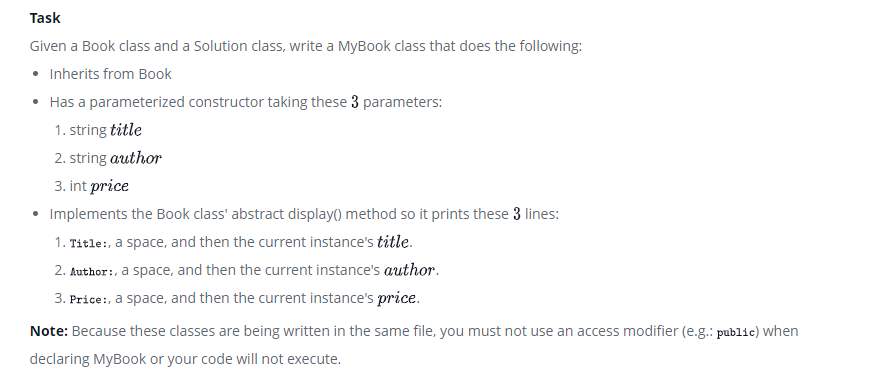 Task
Given a Book class and a Solution class, write a MyBook class that does the following:
• Inherits from Book
• Has a parameterized constructor taking these 3 parameters:
1. string title
2. string author
3. int price
• Implements the Book class' abstract display() method so it prints these 3 lines:
1. Title:, a space, and then the current instance's title.
2. Author:, a space, and then the current instance's author.
3. Price:, a space, and then the current instance's price.
Note: Because these classes are being written in the same file, you must not use an access modifier (e.g.: public) when
declaring MyBook or your code will not execute.